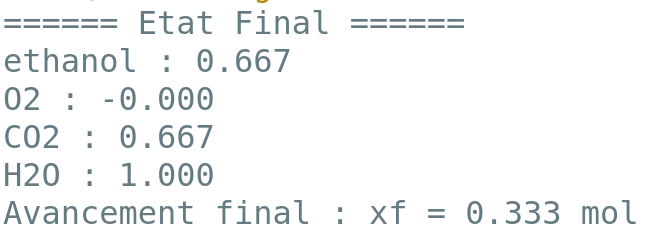 ====== Etat Final ======
ethanol : 0.667
O2 : -0.000
CO2 : 0.667
H2O : 1.000
Avancement final : xf = 0.333 mol